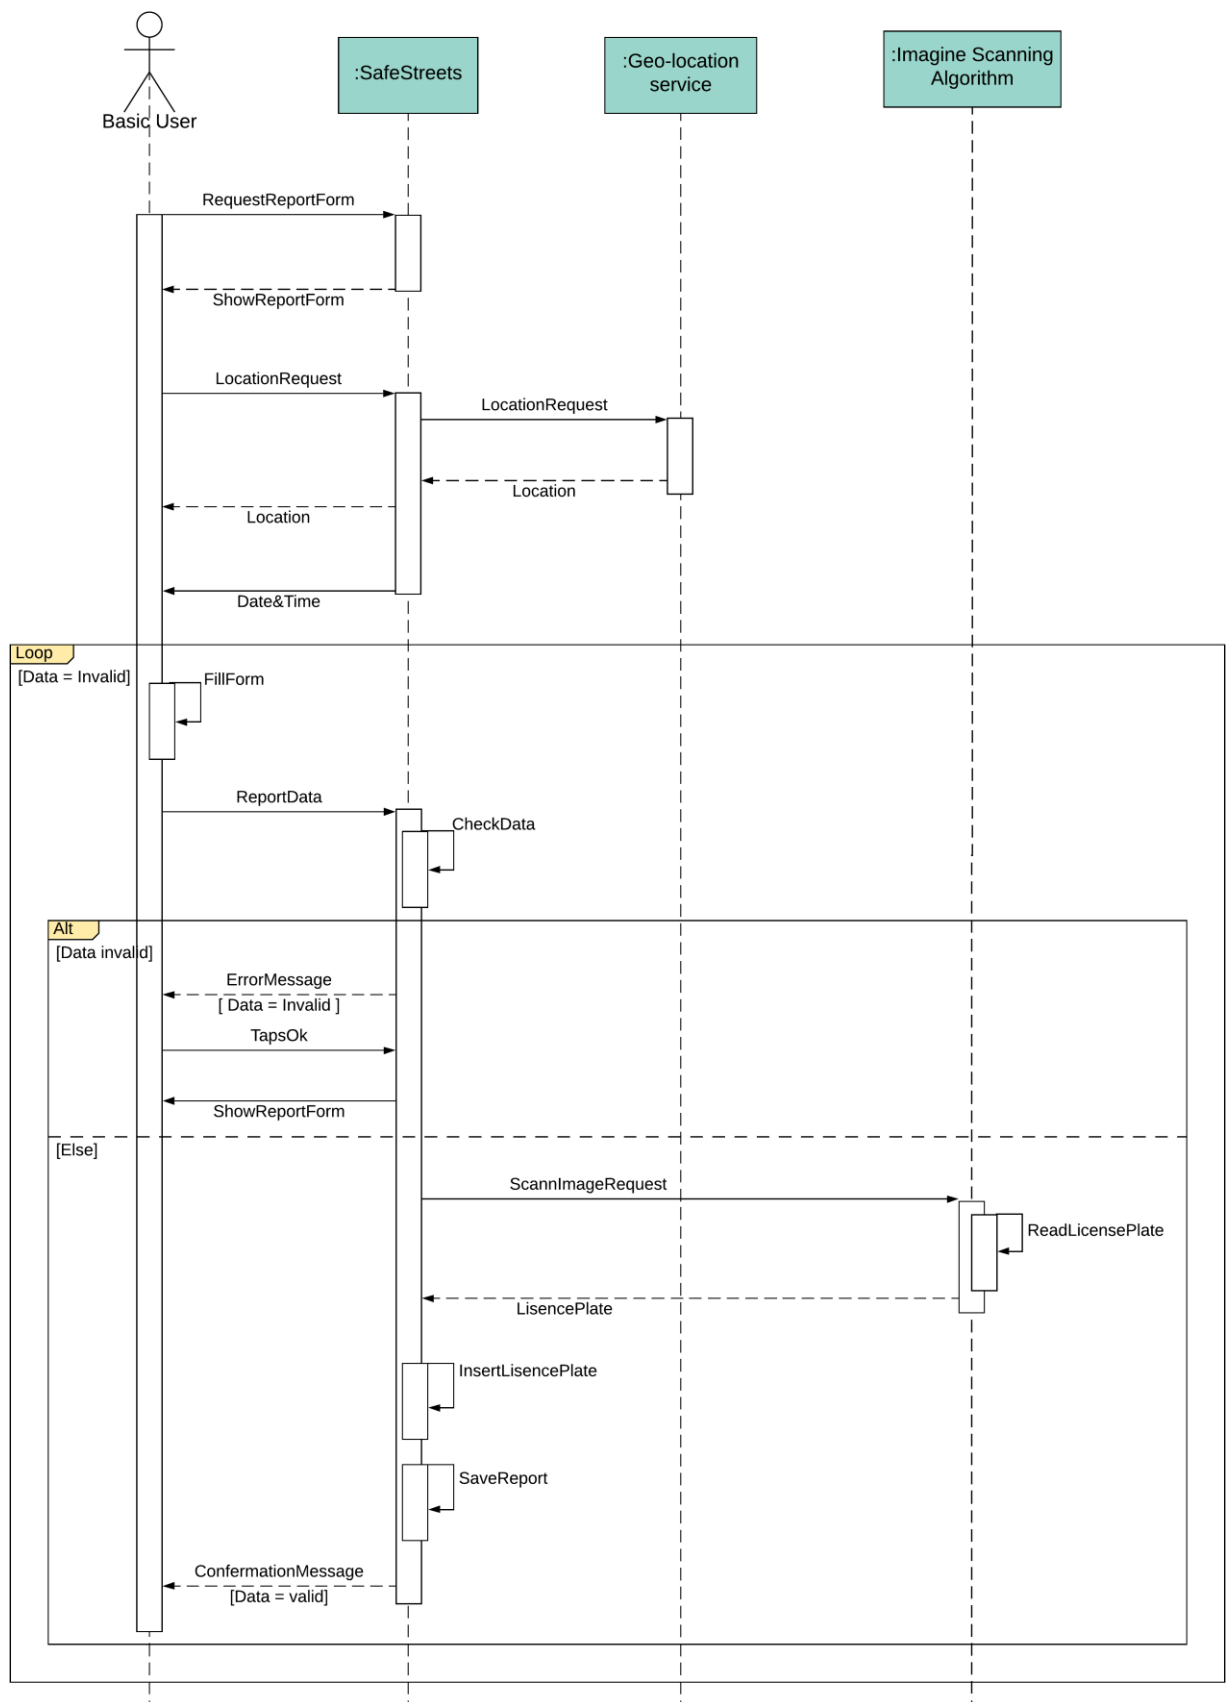 Basic User
:SafeStreets
:Geo-location
service
:Imagine Scanning
Algorithm
RequestReportForm
ShowReportForm
LocationRequest
LocationRequest
Location
Location
Date&Time
Loop
[Data = Invalid]
FillForm
ReportData
CheckData
Alt
[Data invalid]
ErrorMessage
[ Data = Invalid ]
TapsOk
ShowReportForm
[Else]
ScannImageRequest
ReadLicensePlate
LisencePlate
InsertLisencePlate
SaveReport
ConfermationMessage
[Data = valid]